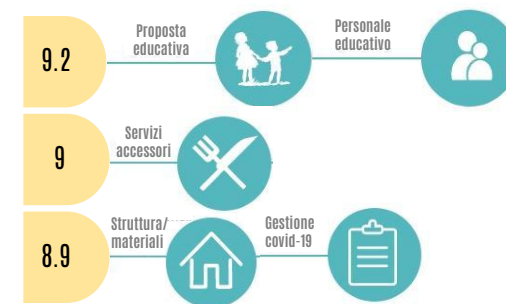 9.2
Proposta
educativa
Personale
educativo
9
Servizi
accessori
8.9
Struttura/
materiali
Gestione
covid-19